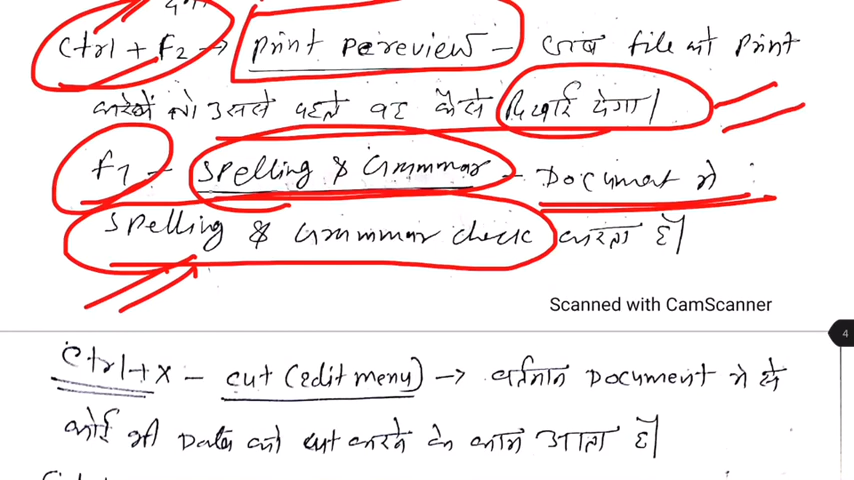 Ctrl + F2 → Print Pereview - जब file को Print
करेंगे तो उससे पहले वह कैसे दिखाई देगा।
F7 - Spelling & Grammar - Document मे
Spelling & Grammar check करता है।
Scanned with CamScanner
4
Ctrl+X - cut (edit menu) → वर्तमान Document मे से
कोई भी Data को cut करने के काम आता है।